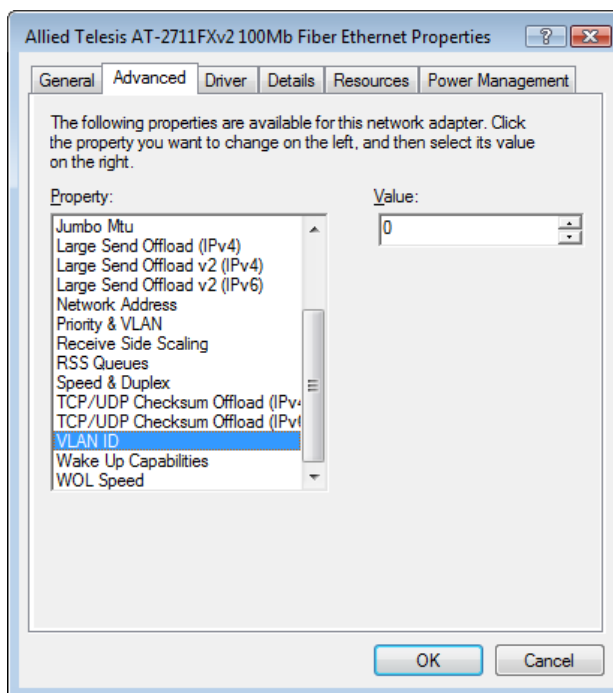 Allied Telesis AT-2711FXv2 100Mb Fiber Ethernet Properties
General Advanced Driver Details Resources Power Management
The following properties are available for this network adapter. Click
the property you want to change on the left, and then select its value
on the right.
Property:
Value:
Jumbo Mtu
Large Send Offload (IPv4)
Large Send Offload v2 (IPv4)
Large Send Offload v2 (IPv6)
Network Address
Priority & VLAN
Receive Side Scaling
RSS Queues
Speed & Duplex
TCP/UDP Checksum Offload (IPv4
TCP/UDP Checksum Offload (IPv6
VLAN ID
Wake Up Capabilities
WOL Speed
0
OK Cancel